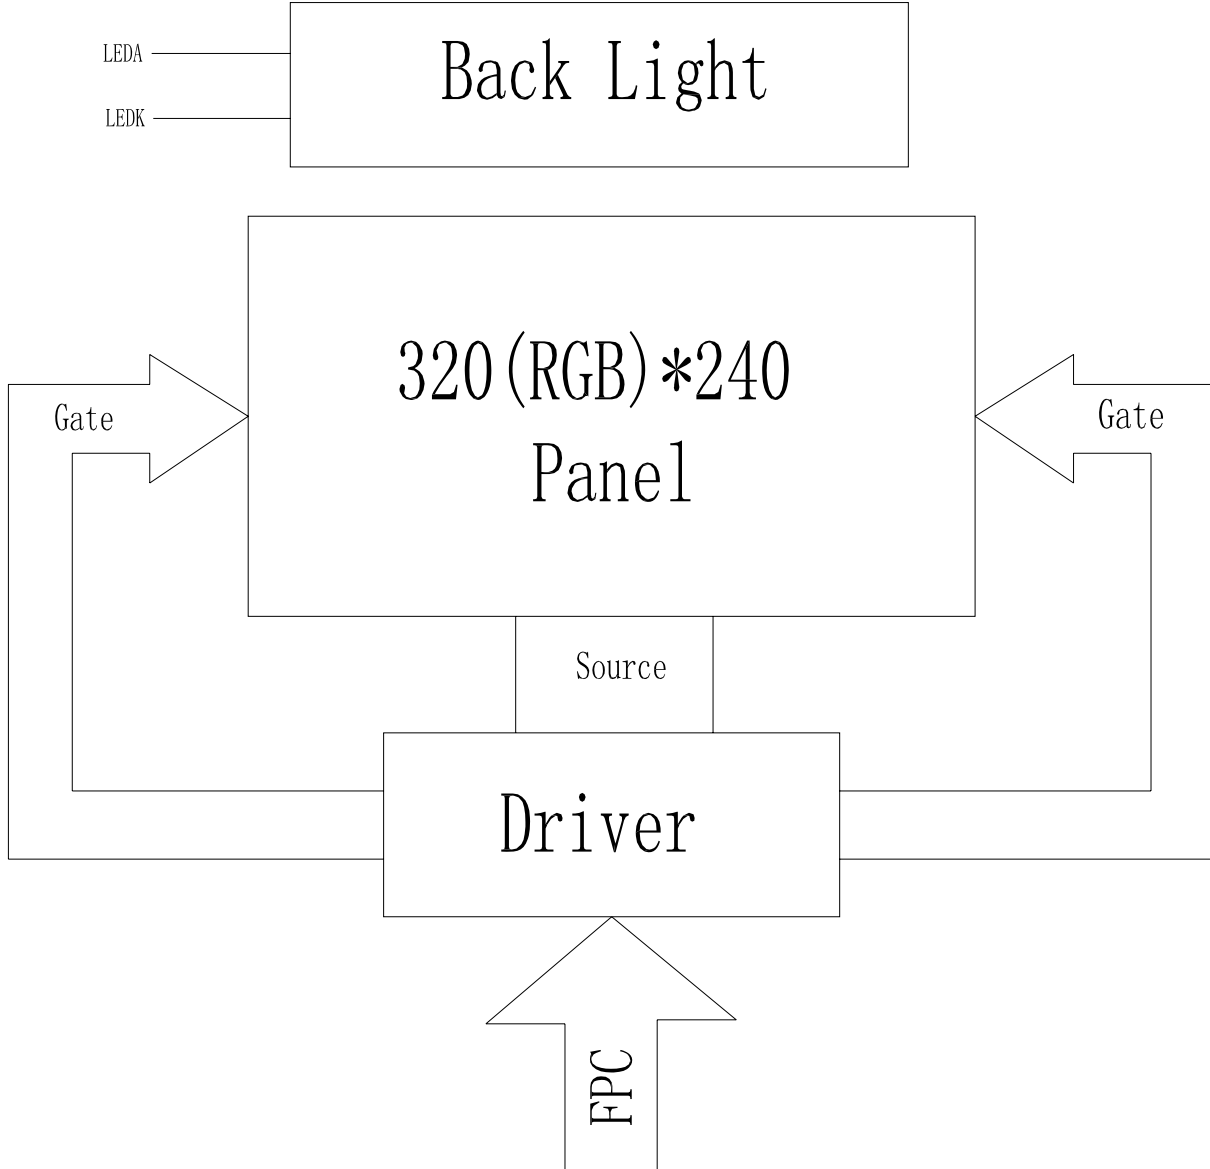 LEDA
Back Light
LEDK
320(RGB)*240
Panel
Gate
Gate
Source
Driver
FPC